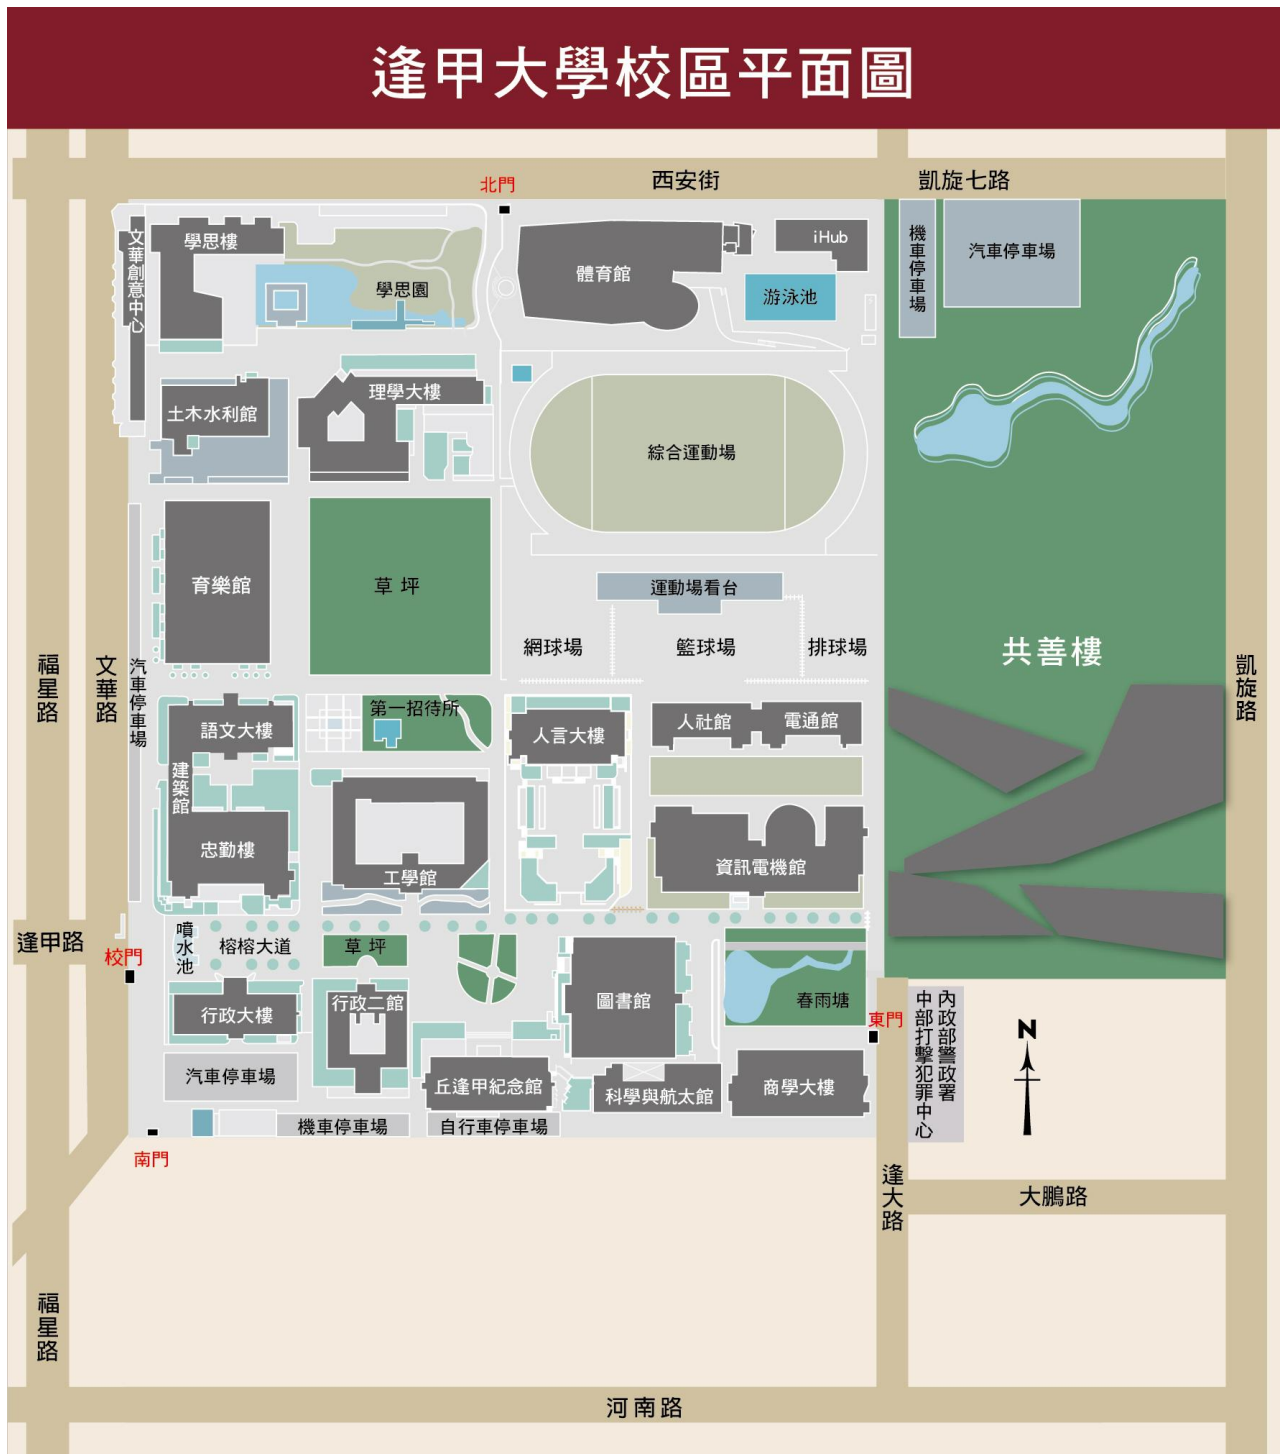 逢甲大學校區平面圖
西安街
凱旋七路
北門
文華創意中心
學思樓
學思園
體育館
iHub
游泳池
機車停車場
汽車停車場
土木水利館
理學大樓
綜合運動場
育樂館
草坪
運動場看台
網球場
籃球場
排球場
共善樓
福星路
文華路
汽車停車場
凱旋路
語文大樓
第一招待所
人言大樓
人社館
電通館
建築館
忠勤樓
工學館
資訊電機館
逢甲路
校門
噴水池
榕榕大道
草坪
行政大樓
行政二館
圖書館
春雨塘
東門
內政部警政署
中部打擊犯罪中心
N
汽車停車場
丘逢甲紀念館
科學與航太館
商學大樓
機車停車場
自行車停車場
南門
逢大路
大鵬路
福星路
河南路